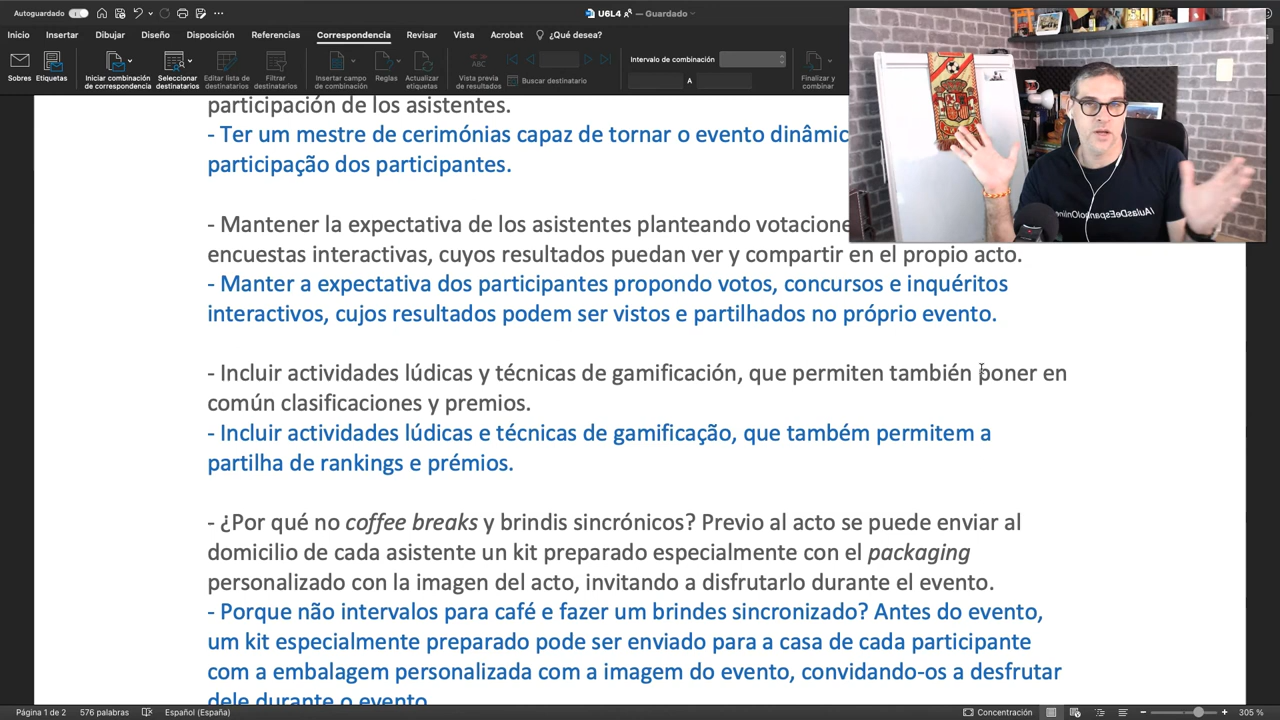 Autoguardado
U6L4 — Guardado
Inicio Insertar Dibujar Diseño Disposición Referencias Correspondencia Revisar Vista Acrobat ¿Qué desea?
Sobres Etiquetas Iniciar combinación de correspondencia Seleccionar destinatarios Editar lista de destinatarios Filtrar destinatarios Insertar campo de combinación Reglas Actualizar etiquetas ABC Vista previa de resultados Buscar destinatario Intervalo de combinación A Finalizar y combinar
participación de los asistentes.
- Ter um mestre de cerimónias capaz de tornar o evento dinâmic
participação dos participantes.
- Mantener la expectativa de los asistentes planteando votacione
encuestas interactivas, cuyos resultados puedan ver y compartir en el propio acto.
- Manter a expectativa dos participantes propondo votos, concursos e inquéritos
interactivos, cujos resultados podem ser vistos e partilhados no próprio evento.
- Incluir actividades lúdicas y técnicas de gamificación, que permiten también poner en
común clasificaciones y premios.
- Incluir actividades lúdicas e técnicas de gamificação, que também permitem a
partilha de rankings e prémios.
- ¿Por qué no coffee breaks y brindis sincrónicos? Previo al acto se puede enviar al
domicilio de cada asistente un kit preparado especialmente con el packaging
personalizado con la imagen del acto, invitando a disfrutarlo durante el evento.
- Porque não intervalos para café e fazer um brindes sincronizado? Antes do evento,
um kit especialmente preparado pode ser enviado para a casa de cada participante
com a embalagem personalizada com a imagem do evento, convidando-os a desfrutar
dele durante o evento.
/AulasDeEspanolOnline
Página 1 de 2 576 palabras Español (España) Concentración 305 %